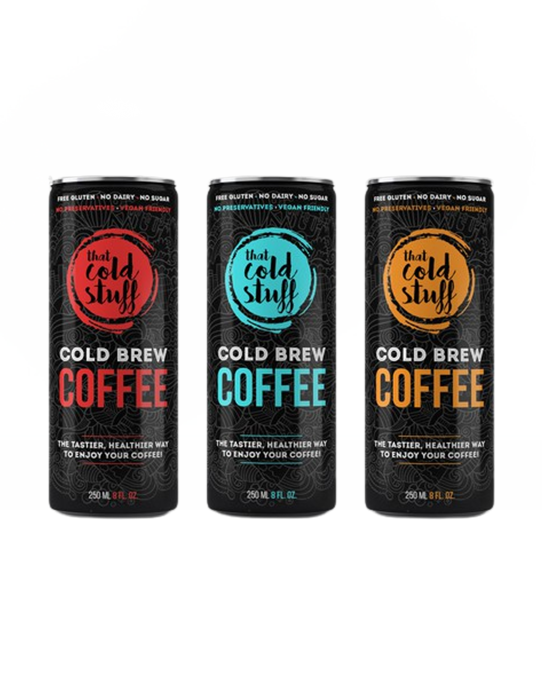 FREE GLUTEN · NO DAIRY · NO SUGAR
NO PRESERVATIVES · VEGAN FRIENDLY
that
cold
stuff
COLD BREW
COFFEE
THE TASTIER, HEALTHIER WAY
TO ENJOY YOUR COFFEE!
250 ML 8 FL. OZ.
FREE GLUTEN · NO DAIRY · NO SUGAR
NO PRESERVATIVES · VEGAN FRIENDLY
that
cold
stuff
COLD BREW
COFFEE
THE TASTIER, HEALTHIER WAY
TO ENJOY YOUR COFFEE!
250 ML 8 FL. OZ.
FREE GLUTEN · NO DAIRY · NO SUGAR
NO PRESERVATIVES · VEGAN FRIENDLY
that
cold
stuff
COLD BREW
COFFEE
THE TASTIER, HEALTHIER WAY
TO ENJOY YOUR COFFEE!
250 ML 8 FL. OZ.